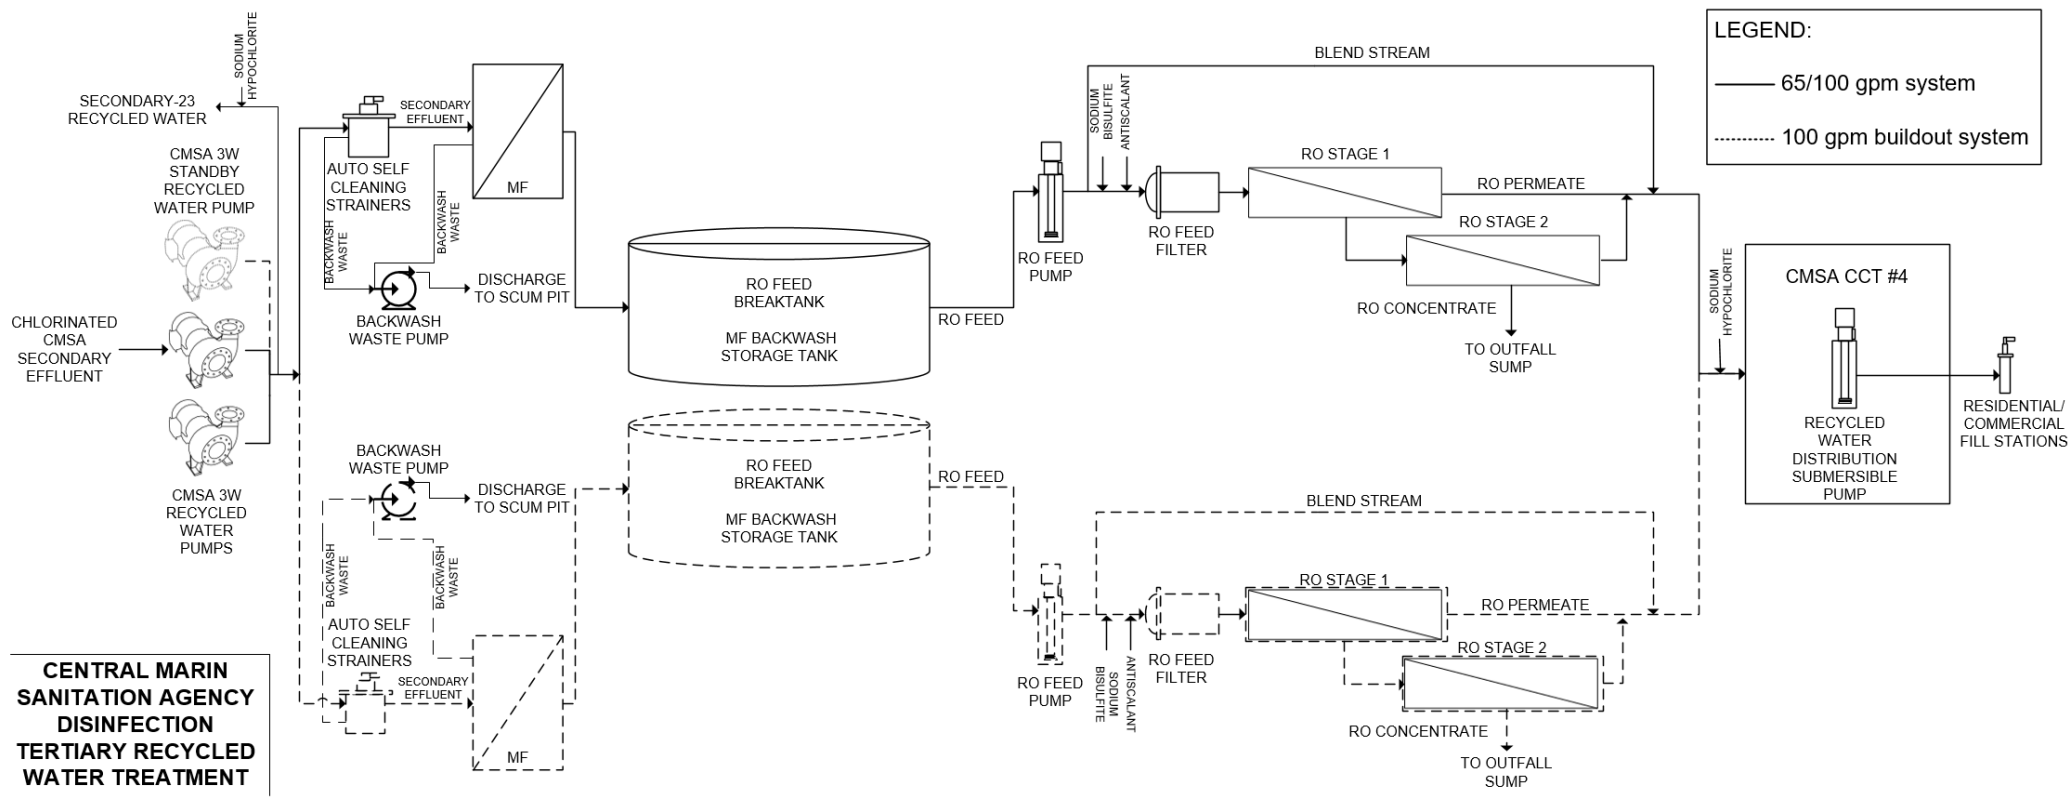 SODIUM
HYPOCHLORITE
SECONDARY-23
RECYCLED WATER
CMSA 3W
STANDBY
RECYCLED
WATER PUMP
CHLORINATED
CMSA
SECONDARY
EFFLUENT
CMSA 3W
RECYCLED
WATER
PUMPS
SECONDARY
EFFLUENT
AUTO SELF
CLEANING
STRAINERS
MF
BACKWASH
WASTE
BACKWASH
WASTE
DISCHARGE
TO SCUM PIT
BACKWASH
WASTE PUMP
RO FEED
BREAKTANK
MF BACKWASH
STORAGE TANK
RO FEED
RO FEED
PUMP
SODIUM
BISULFITE
ANTISCALANT
BLEND STREAM
RO FEED
FILTER
RO STAGE 1
RO PERMEATE
RO STAGE 2
RO CONCENTRATE
TO OUTFALL
SUMP
LEGEND:
65/100 gpm system
100 gpm buildout system
SODIUM
HYPOCHLORITE
CMSA CCT #4
RECYCLED
WATER
DISTRIBUTION
SUBMERSIBLE
PUMP
RESIDENTIAL/
COMMERCIAL
FILL STATIONS
BACKWASH
WASTE PUMP
DISCHARGE
TO SCUM PIT
BACKWASH
WASTE
BACKWASH
WASTE
AUTO SELF
CLEANING
STRAINERS
SECONDARY
EFFLUENT
MF
RO FEED
BREAKTANK
MF BACKWASH
STORAGE TANK
RO FEED
RO FEED
PUMP
SODIUM
BISULFITE
ANTISCALANT
BLEND STREAM
RO FEED
FILTER
RO STAGE 1
RO PERMEATE
RO STAGE 2
RO CONCENTRATE
TO OUTFALL
SUMP
CENTRAL MARIN
SANITATION AGENCY
DISINFECTION
TERTIARY RECYCLED
WATER TREATMENT